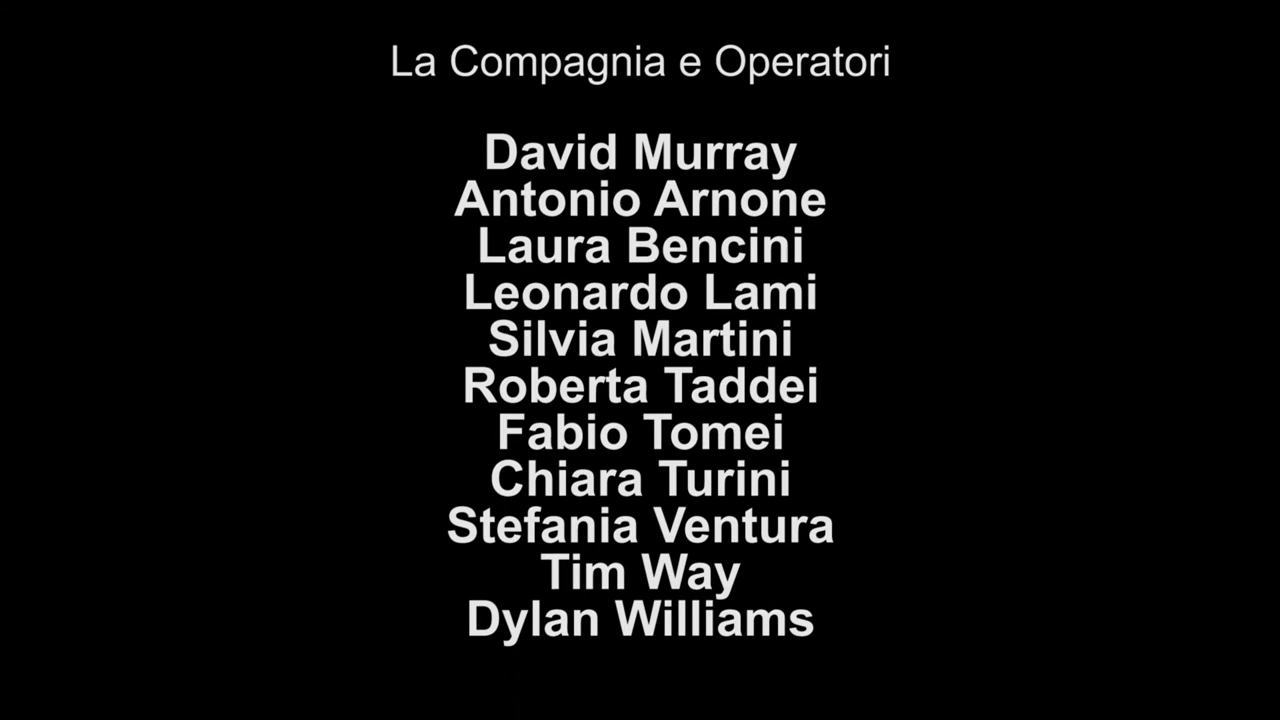 La Compagnia e Operatori
David Murray
Antonio Arnone
Laura Bencini
Leonardo Lami
Silvia Martini
Roberta Taddei
Fabio Tomei
Chiara Turini
Stefania Ventura
Tim Way
Dylan Williams